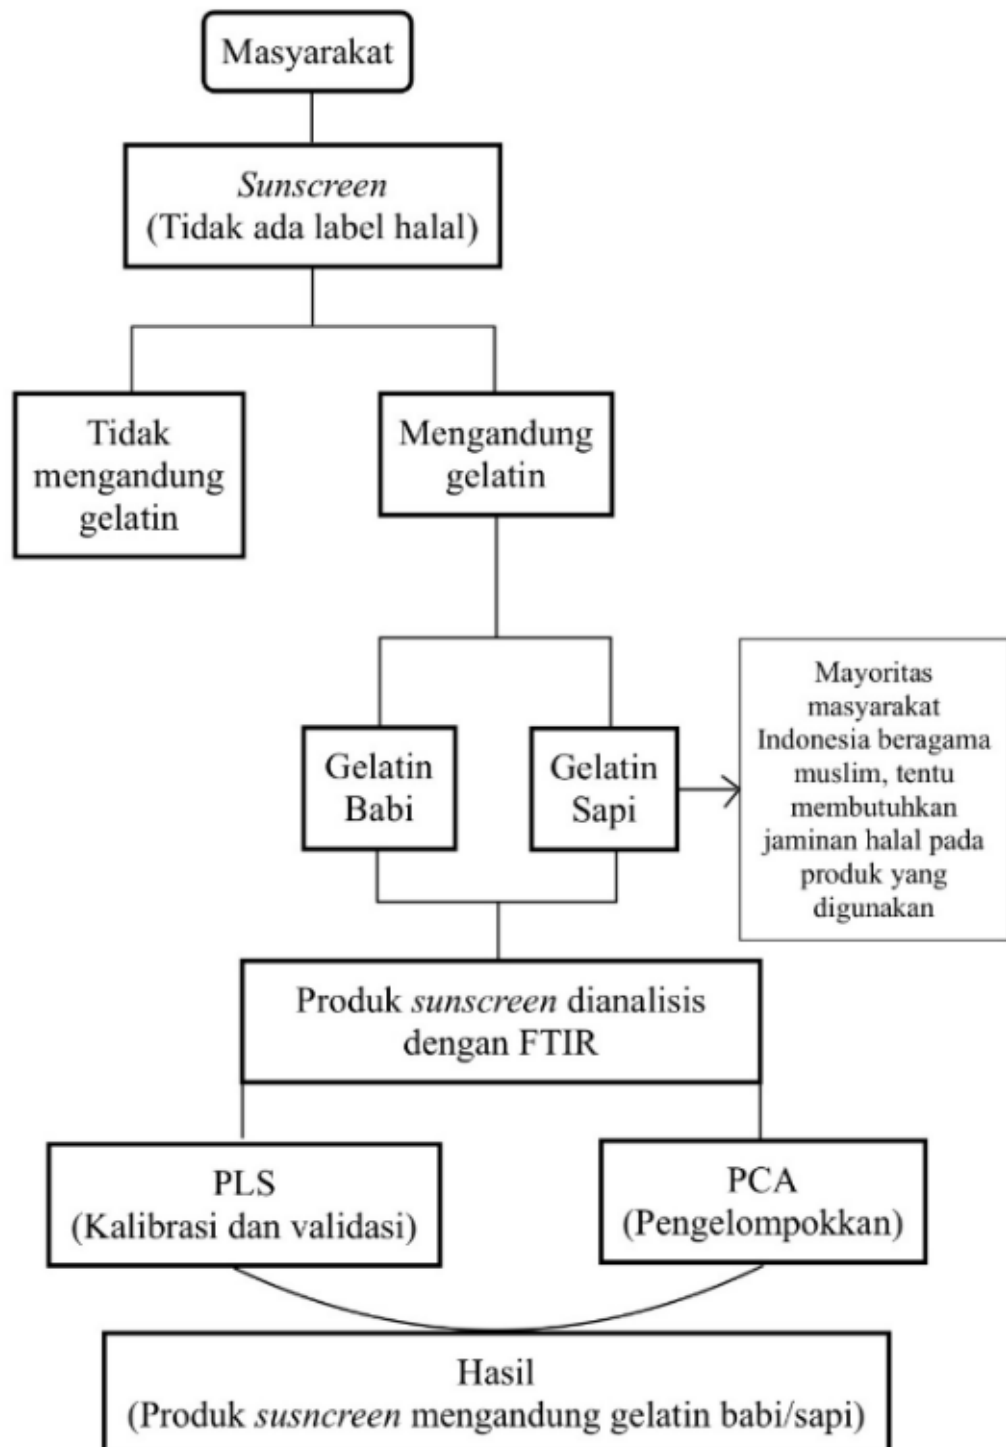 Masyarakat
Sunscreen
(Tidak ada label halal)
Tidak
mengandung
gelatin
Mengandung
gelatin
Gelatin
Babi
Gelatin
Sapi
Mayoritas
masyarakat
Indonesia beragama
muslim, tentu
membutuhkan
jaminan halal pada
produk yang
digunakan
Produk sunscreen dianalisis
dengan FTIR
PLS
(Kalibrasi dan validasi)
PCA
(Pengelompokkan)
Hasil
(Produk susncreen mengandung gelatin babi/sapi)